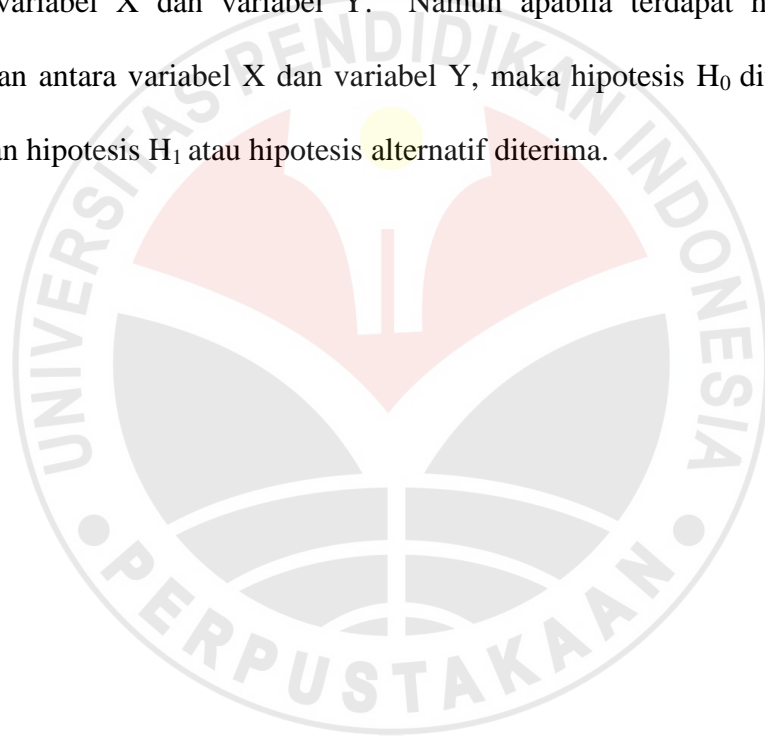 variabel X dan variabel Y. Namun apabila terdapat
an antara variabel X dan variabel Y, maka hipotesis H₀ di
an hipotesis H₁ atau hipotesis alternatif diterima.
UNIVERSITAS PENDIDIKAN INDONESIA
• PERPUSTAKAAN •